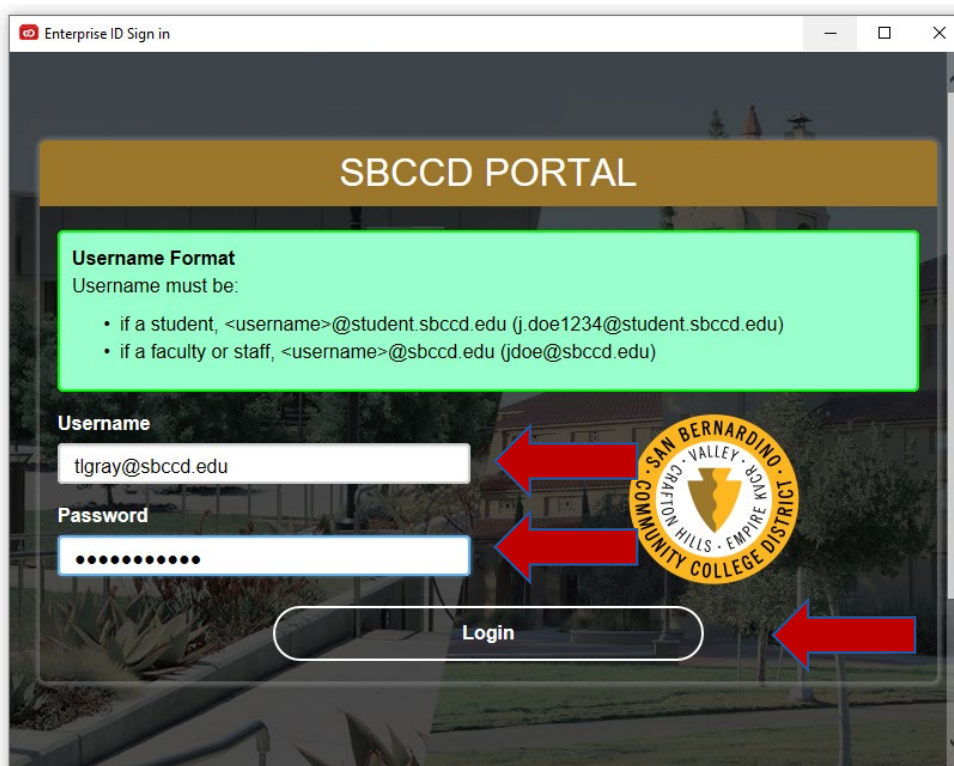 Enterprise ID Sign in
SBCCD PORTAL
Username Format
Username must be:
• if a student, <username>@student.sbccd.edu (j.doe1234@student.sbccd.edu)
• if a faculty or staff, <username>@sbccd.edu (jdoe@sbccd.edu)
Username
tlgray@sbccd.edu
Password
•••••••••••
SAN BERNARDINO
COMMUNITY COLLEGE DISTRICT
CRAFTON HILLS · VALLEY · EMPIRE KVCR
Login